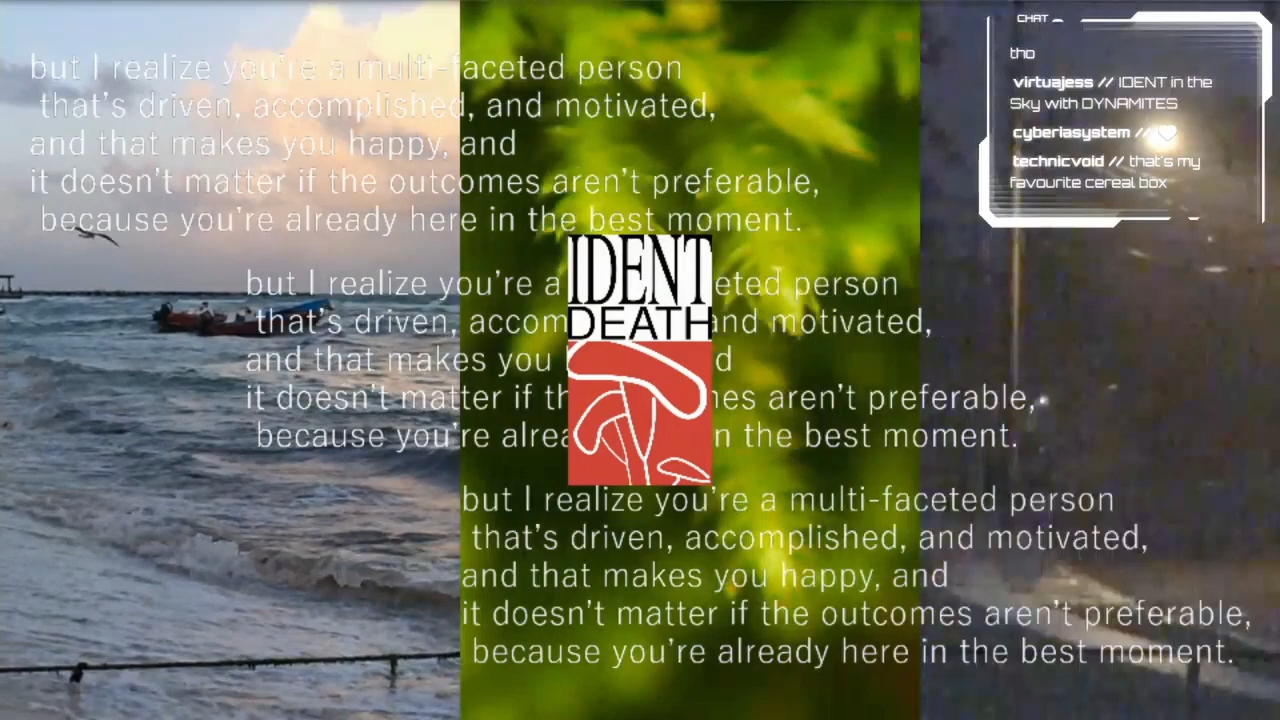 CHAT
tho
virtuajess // IDENT in the
Sky with DYNAMITES
cyberiasystem //
technicvoid // that's my
favourite cereal box
but I realize you're a multi-faceted person
that's driven, accomplished, and motivated,
and that makes you happy, and
it doesn't matter if the outcomes aren't preferable,
because you're already here in the best moment.
IDENT
DEATH
but I realize you're a eted person
that's driven, accom and motivated,
and that makes you d
it doesn't matter if th mes aren't preferable,
because you're alrea n the best moment.
but I realize you're a multi-faceted person
that's driven, accomplished, and motivated,
and that makes you happy, and
it doesn't matter if the outcomes aren't preferable,
because you're already here in the best moment.